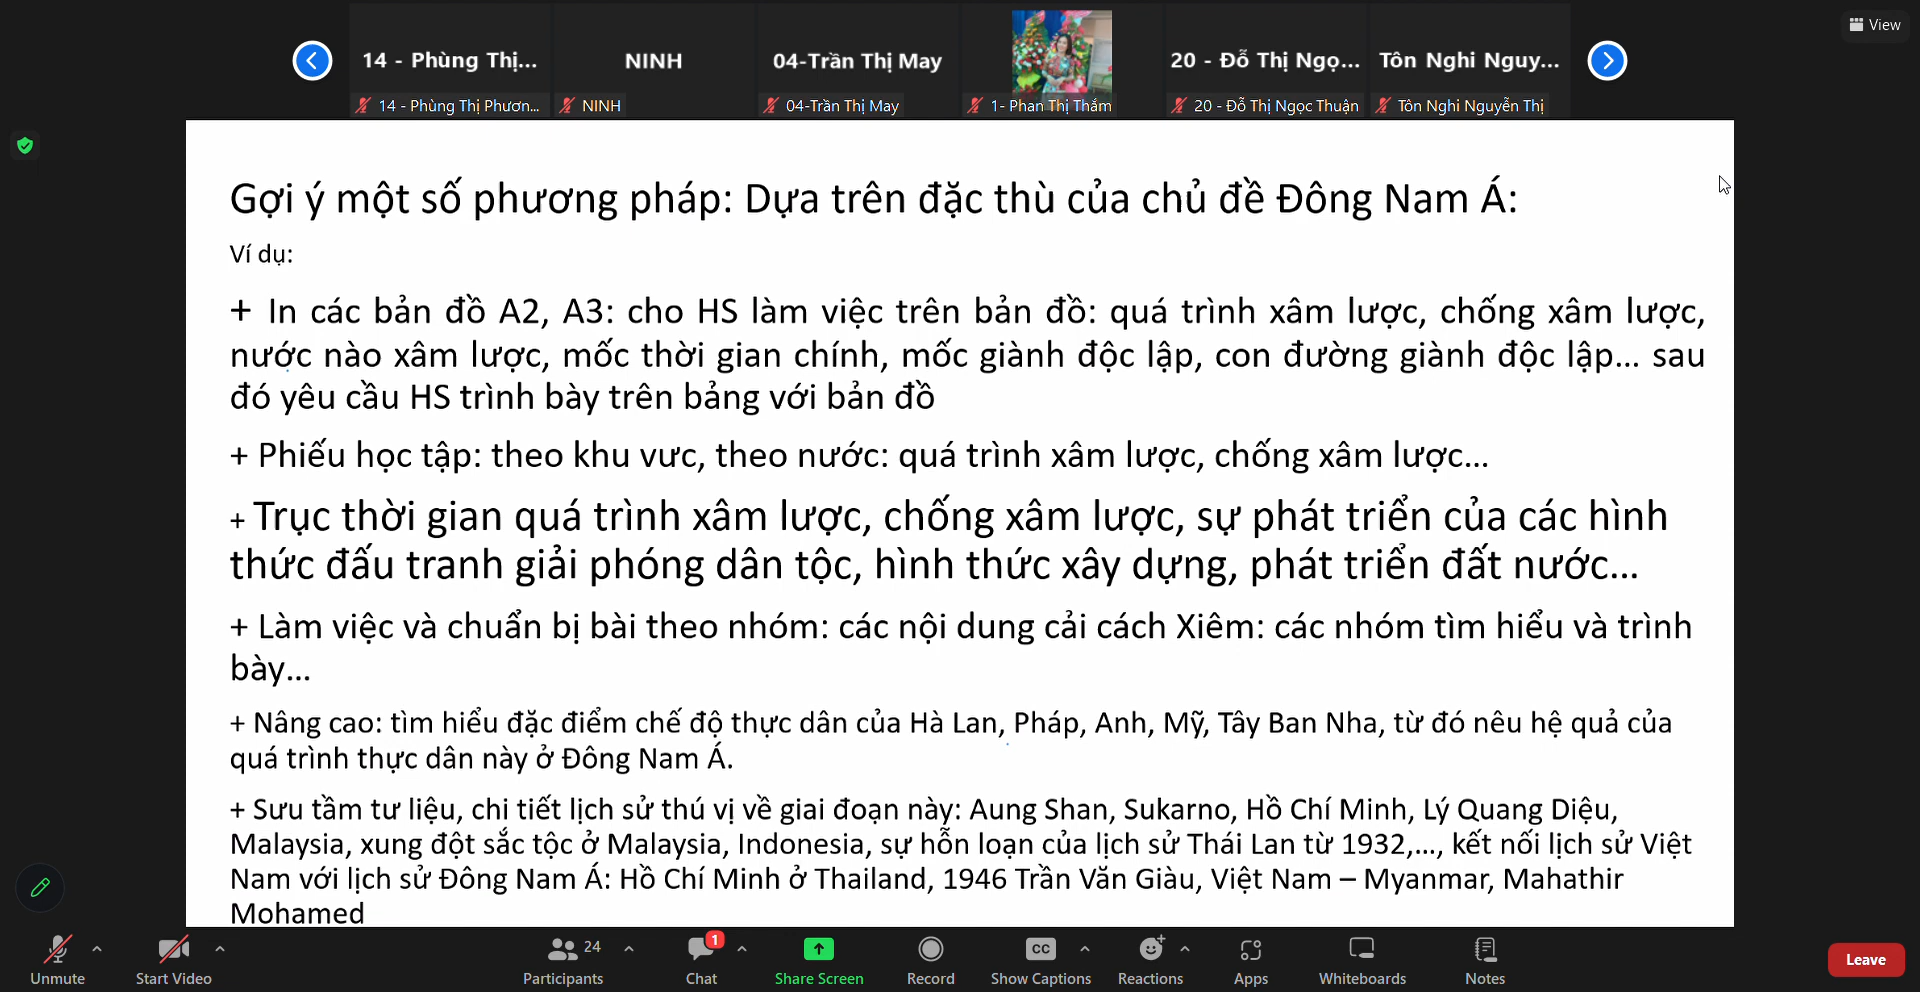 14 - Phùng Thị...
NINH
04-Trần Thị May
20 - Đỗ Thị Ngọ...
Tôn Nghi Nguy...
View
14 - Phùng Thị Phươn...
NINH
04-Trần Thị May
1- Phan Thị Thắm
20 - Đỗ Thị Ngọc Thuận
Tôn Nghi Nguyễn Thị
Gợi ý một số phương pháp: Dựa trên đặc thù của chủ đề Đông Nam Á:
Ví dụ:
+ In các bản đồ A2, A3: cho HS làm việc trên bản đồ: quá trình xâm lược, chống xâm lược,
nước nào xâm lược, mốc thời gian chính, mốc giành độc lập, con đường giành độc lập... sau
đó yêu cầu HS trình bày trên bảng với bản đồ
+ Phiếu học tập: theo khu vưc, theo nước: quá trình xâm lược, chống xâm lược...
+ Trục thời gian quá trình xâm lược, chống xâm lược, sự phát triển của các hình
thức đấu tranh giải phóng dân tộc, hình thức xây dựng, phát triển đất nước...
+ Làm việc và chuẩn bị bài theo nhóm: các nội dung cải cách Xiêm: các nhóm tìm hiểu và trình
bày...
+ Nâng cao: tìm hiểu đặc điểm chế độ thực dân của Hà Lan, Pháp, Anh, Mỹ, Tây Ban Nha, từ đó nêu hệ quả của
quá trình thực dân này ở Đông Nam Á.
+ Sưu tầm tư liệu, chi tiết lịch sử thú vị về giai đoạn này: Aung Shan, Sukarno, Hồ Chí Minh, Lý Quang Diệu,
Malaysia, xung đột sắc tộc ở Malaysia, Indonesia, sự hỗn loạn của lịch sử Thái Lan từ 1932,..., kết nối lịch sử Việt
Nam với lịch sử Đông Nam Á: Hồ Chí Minh ở Thailand, 1946 Trần Văn Giàu, Việt Nam – Myanmar, Mahathir
Mohamed
24
1
CC
Unmute
Start Video
Participants
Chat
Share Screen
Record
Show Captions
Reactions
Apps
Whiteboards
Notes
Leave